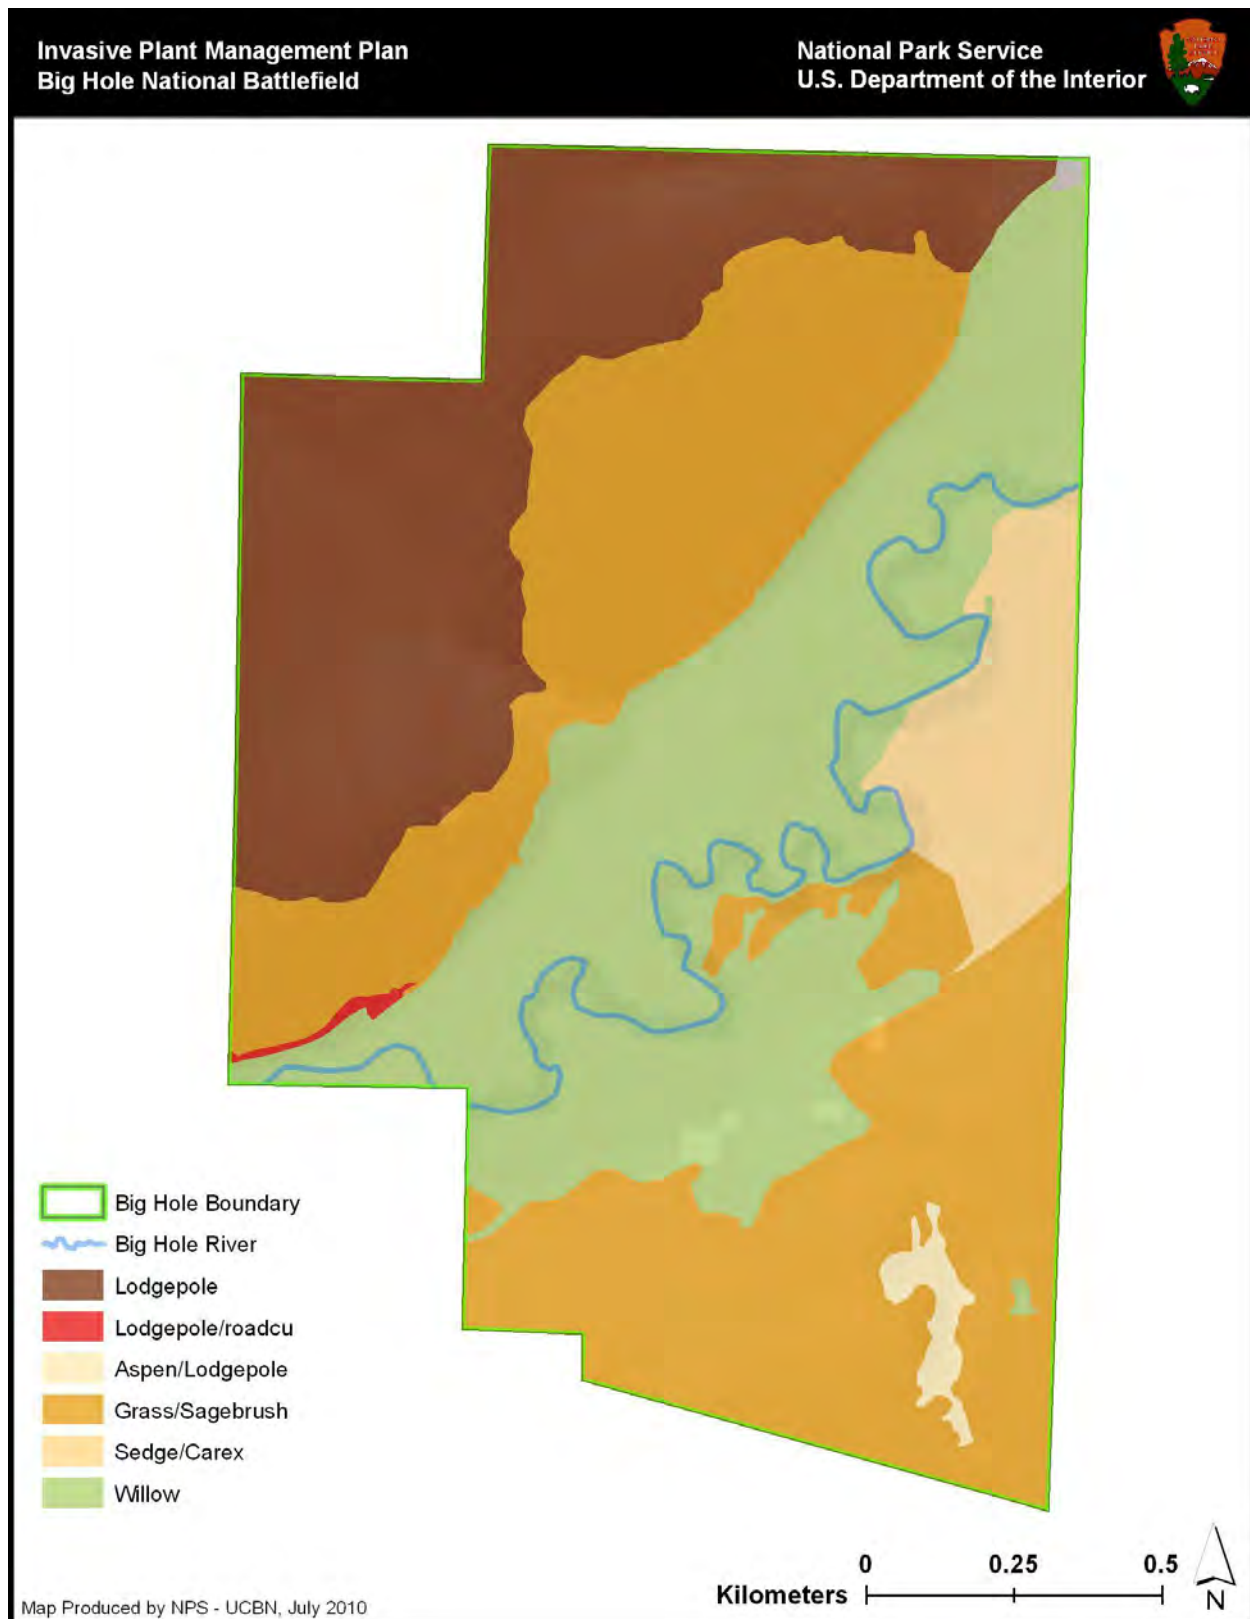 Invasive Plant Management Plan
Big Hole National Battlefield
National Park Service
U.S. Department of the Interior
Big Hole Boundary
Big Hole River
Lodgepole
Lodgepole/roadcu
Aspen/Lodgepole
Grass/Sagebrush
Sedge/Carex
Willow
0 0.25 0.5
Kilometers
N
Map Produced by NPS - UCBN, July 2010